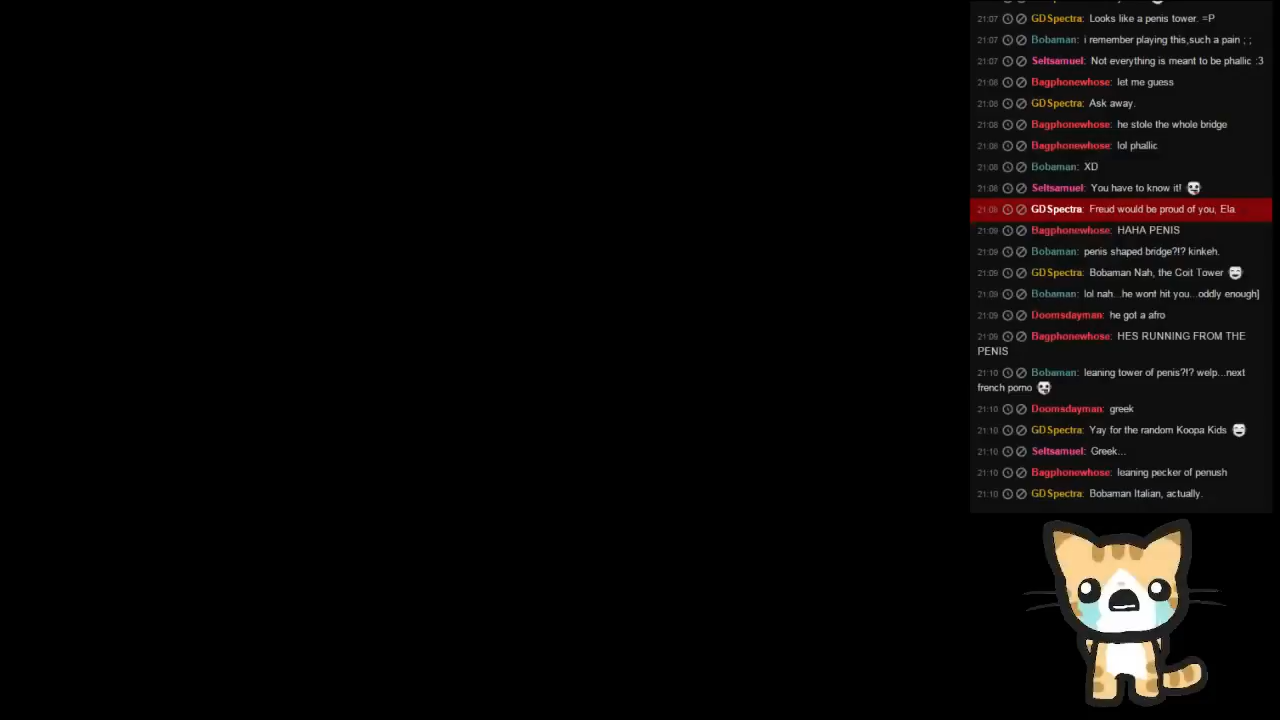 21:07 GDSpectra: Looks like a penis tower. =P
21:07 Bobaman: i remember playing this,such a pain ; ;
21:07 Seltsamuel: Not everything is meant to be phallic :3
21:08 Bagphonewhose: let me guess
21:08 GDSpectra: Ask away.
21:08 Bagphonewhose: he stole the whole bridge
21:08 Bagphonewhose: lol phallic
21:08 Bobaman: XD
21:08 Seltsamuel: You have to know it!
21:08 GDSpectra: Freud would be proud of you, Ela.
21:09 Bagphonewhose: HAHA PENIS
21:09 Bobaman: penis shaped bridge?!? kinkeh.
21:09 GDSpectra: Bobaman Nah, the Coit Tower
21:09 Bobaman: lol nah...he wont hit you...oddly enough]
21:09 Doomsdayman: he got a afro
21:09 Bagphonewhose: HES RUNNING FROM THE
PENIS
21:10 Bobaman: leaning tower of penis?!? welp...next
french porno
21:10 Doomsdayman: greek
21:10 GDSpectra: Yay for the random Koopa Kids
21:10 Seltsamuel: Greek...
21:10 Bagphonewhose: leaning pecker of penush
21:10 GDSpectra: Bobaman Italian, actually.